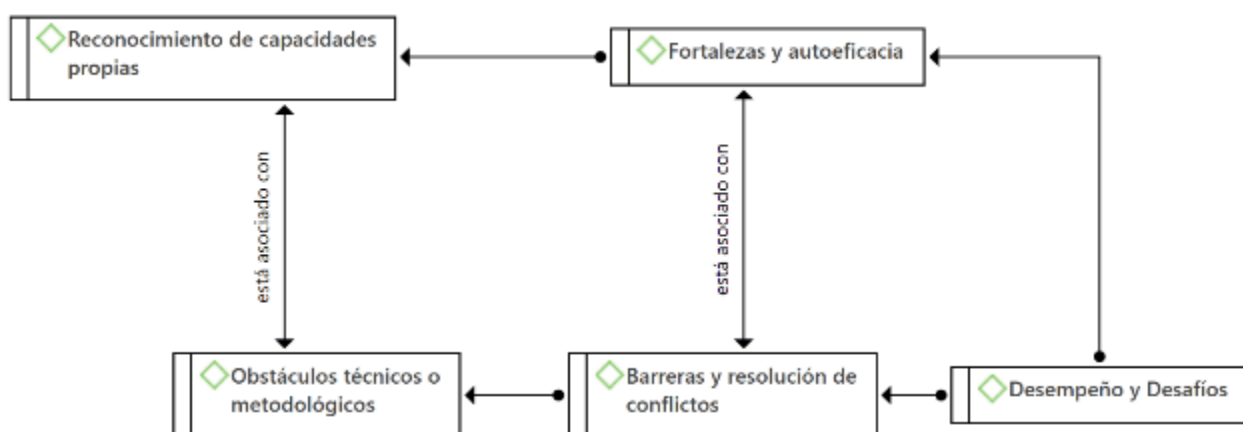 Reconocimiento de capacidades
propias
Fortalezas y autoeficacia
está asociado con
está asociado con
Obstáculos técnicos o
metodológicos
Barreras y resolución de
conflictos
Desempeño y Desafíos